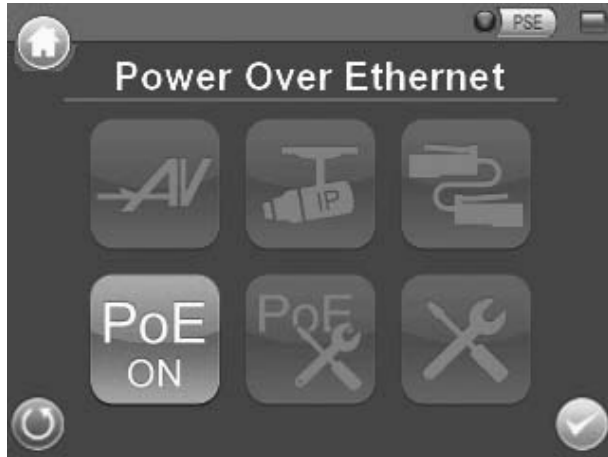 PSE
Power Over Ethernet
AV
IP
PoE
ON
PoE